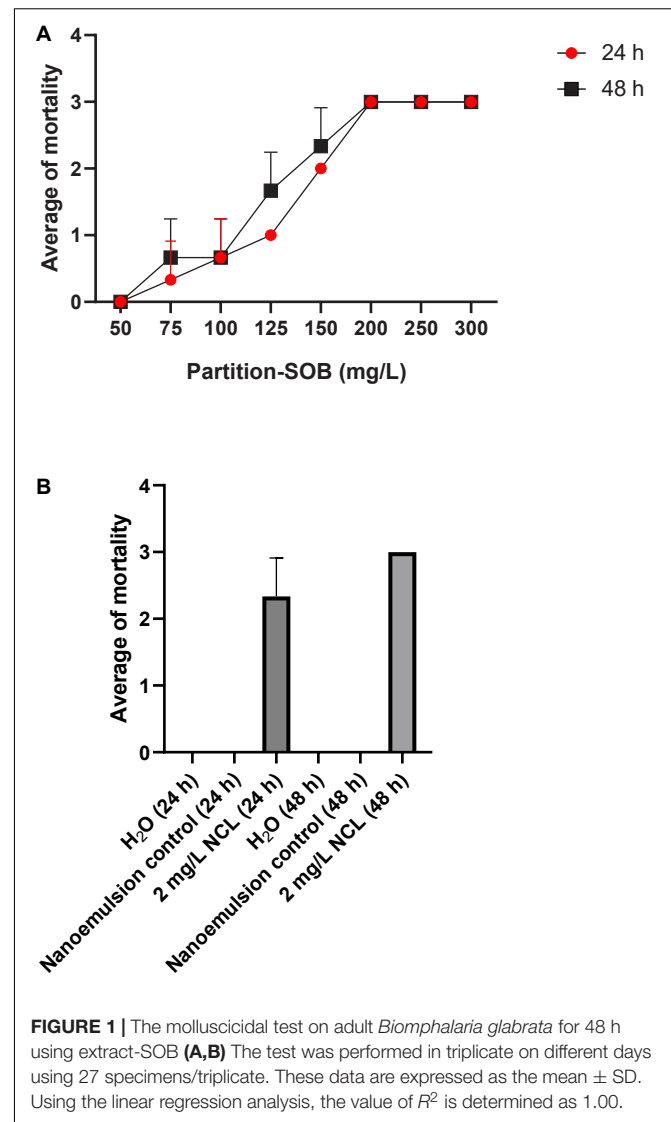 A
24 h
48 h
4
3
2
1
0
Average of mortality
50 75 100 125 150 200 250 300
Partition-SOB (mg/L)
B
4
3
2
1
0
Average of mortality
H₂O (24 h)
Nanoemulsion control (24 h)
2 mg/L NCL (24 h)
H₂O (48 h)
Nanoemulsion control (48 h)
2 mg/L NCL (48 h)
FIGURE 1 | The molluscicidal test on adult Biomphalaria glabrata for 48 h
using extract-SOB (A,B) The test was performed in triplicate on different days
using 27 specimens/triplicate. These data are expressed as the mean ± SD.
Using the linear regression analysis, the value of R² is determined as 1.00.